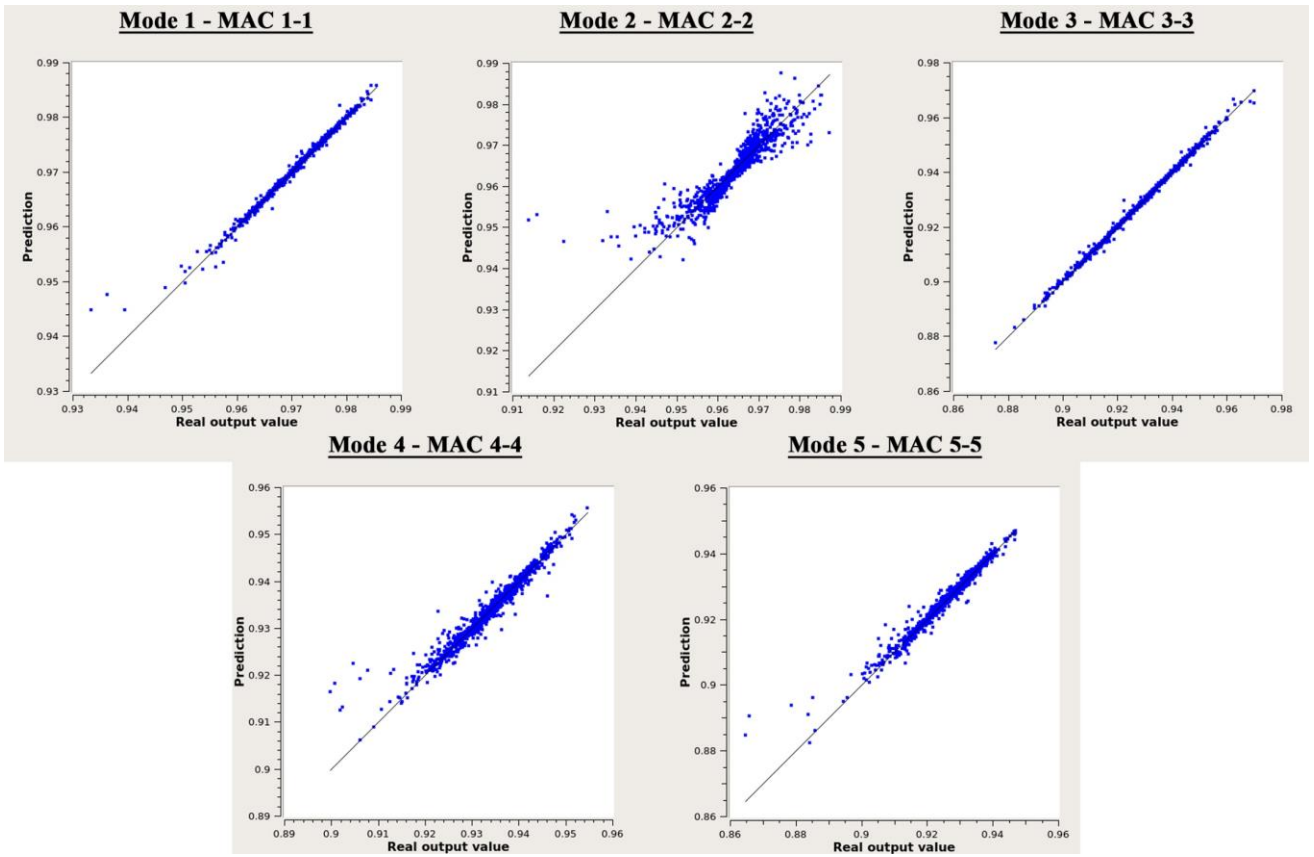 Mode 1 - MAC 1-1
Mode 2 - MAC 2-2
Mode 3 - MAC 3-3
0.99
0.98
0.97
0.96
0.95
0.94
0.93
Prediction
0.93 0.94 0.95 0.96 0.97 0.98 0.99
Real output value
0.99
0.98
0.97
0.96
0.95
0.94
0.93
0.92
0.91
Prediction
0.91 0.92 0.93 0.94 0.95 0.96 0.97 0.98 0.99
Real output value
0.98
0.96
0.94
0.92
0.9
0.88
0.86
Prediction
0.86 0.88 0.9 0.92 0.94 0.96 0.98
Real output value
Mode 4 - MAC 4-4
Mode 5 - MAC 5-5
0.96
0.95
0.94
0.93
0.92
0.91
0.9
0.89
Prediction
0.89 0.9 0.91 0.92 0.93 0.94 0.95 0.96
Real output value
0.96
0.94
0.92
0.9
0.88
0.86
Prediction
0.86 0.88 0.9 0.92 0.94 0.96
Real output value